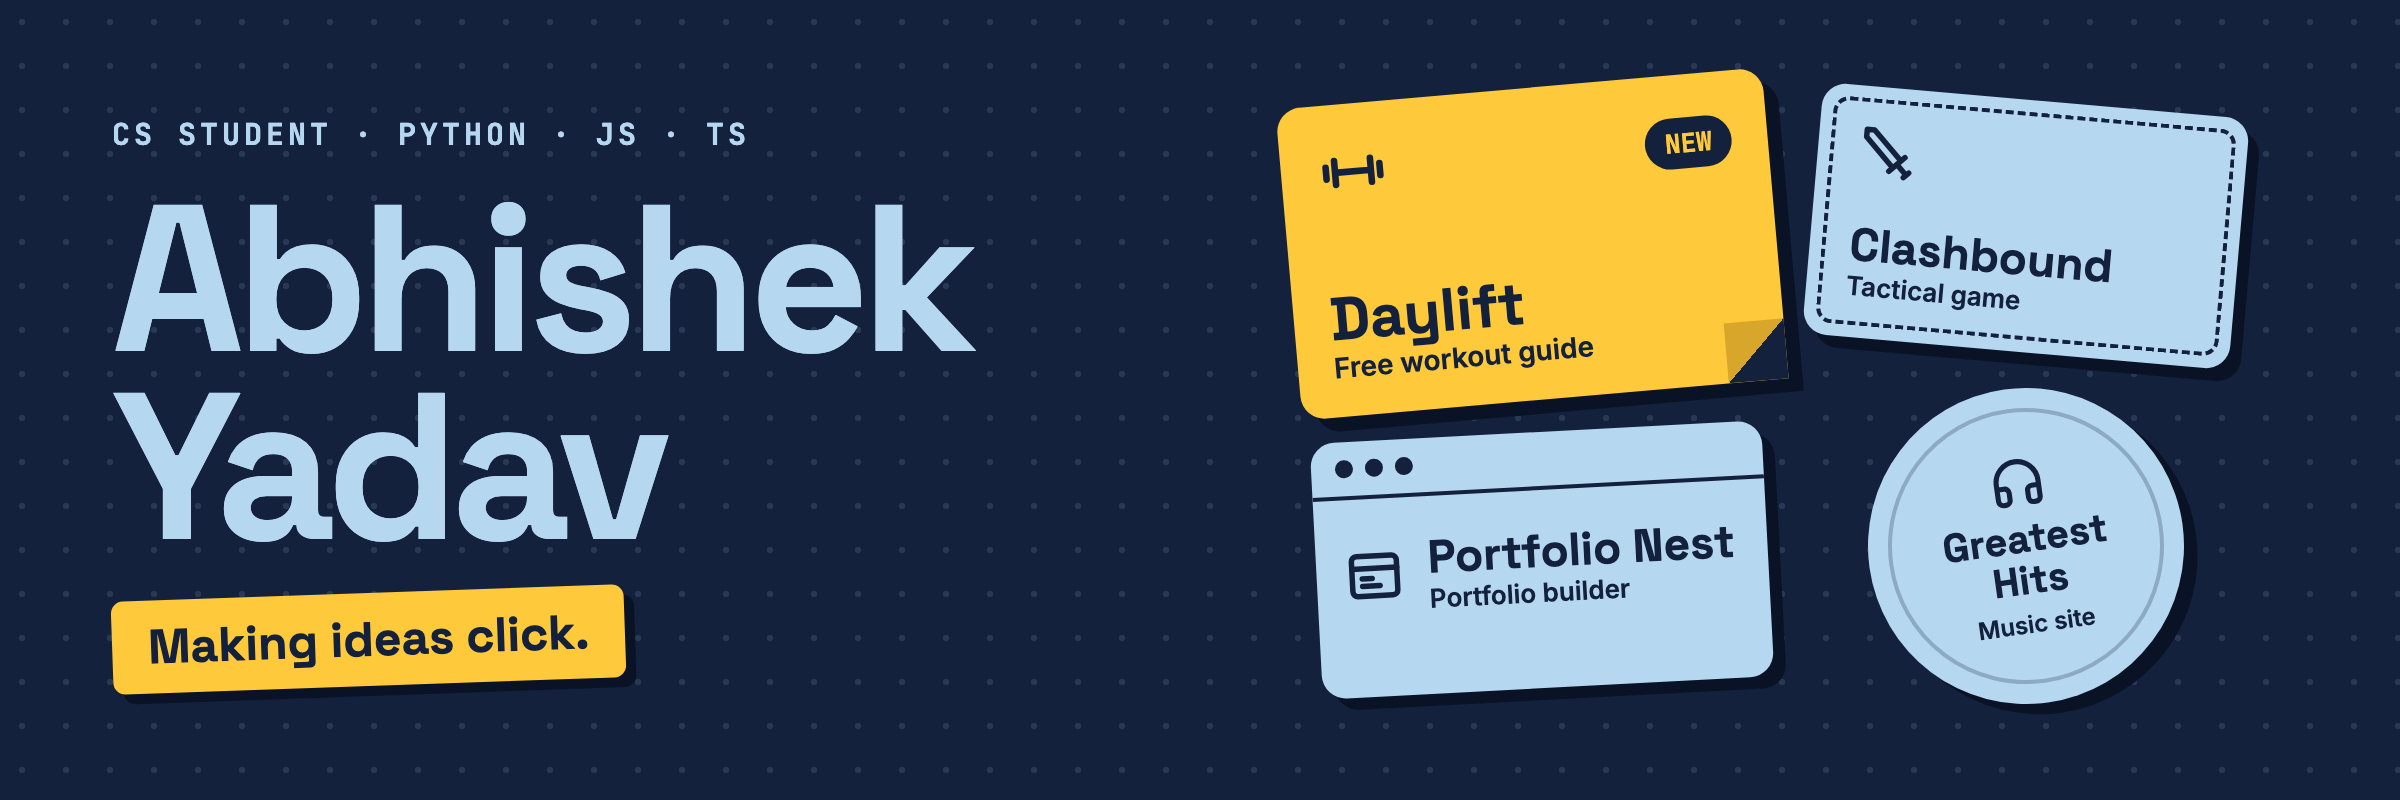 CS STUDENT · PYTHON · JS · TS
Abhishek
Yadav
Making ideas click.
NEW
Daylift
Free workout guide
Clashbound
Tactical game
Portfolio Nest
Portfolio builder
Greatest
Hits
Music site